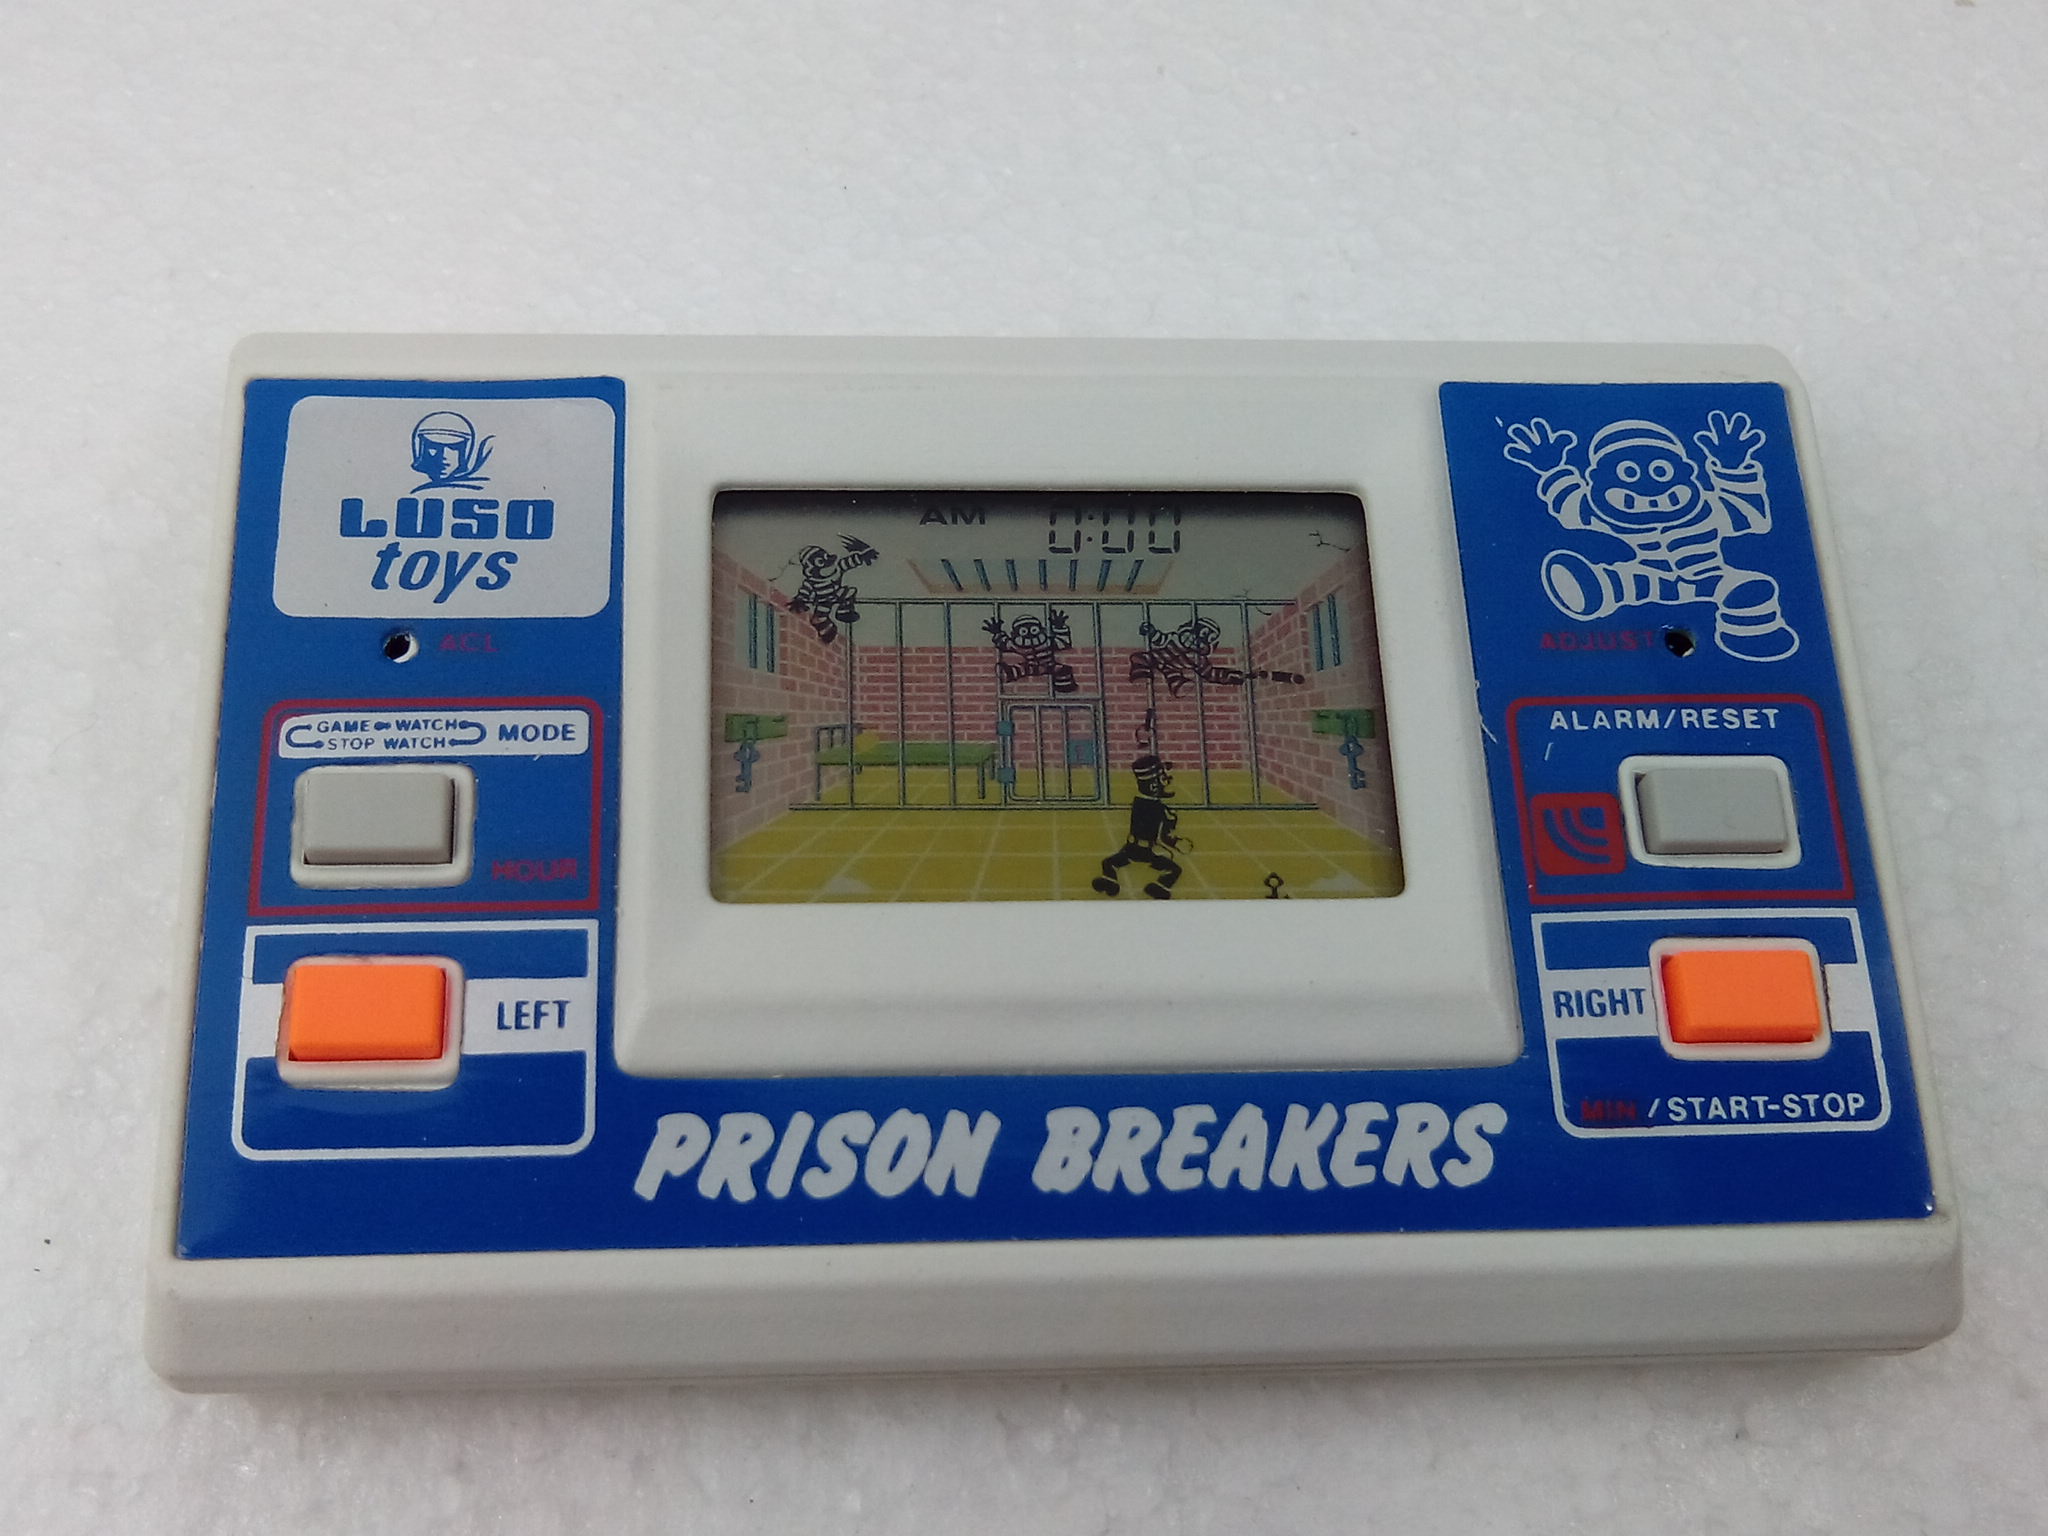 LUSO
toys
ACL
GAME WATCH
STOP WATCH
MODE
HOUR
LEFT
AM 0:00
ADJUST
ALARM/RESET
RIGHT
MIN/START-STOP
PRISON BREAKERS